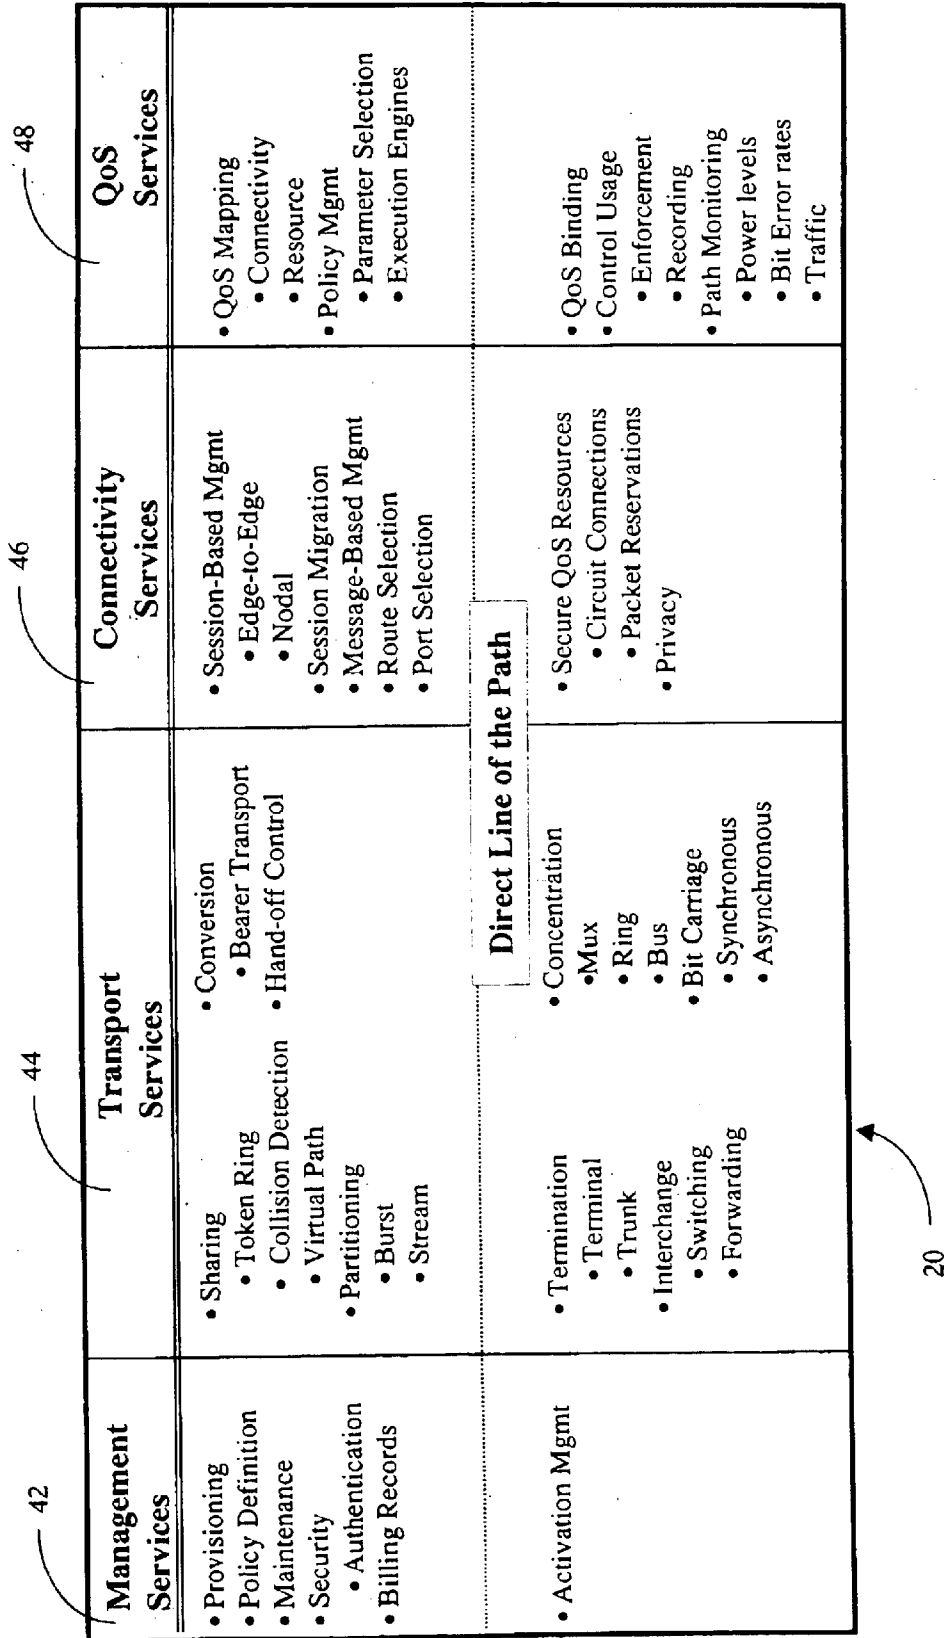 42
44
46
48
Management
Services
Transport
Services
Connectivity
Services
QoS
Services
• Provisioning
• Policy Definition
• Maintenance
• Security
• Authentication
• Billing Records
• Sharing
• Token Ring
• Collision Detection
• Virtual Path
• Partitioning
• Burst
• Stream
• Conversion
• Bearer Transport
• Hand-off Control
• Session-Based Mgmt
• Edge-to-Edge
• Nodal
• Session Migration
• Message-Based Mgmt
• Route Selection
• Port Selection
• QoS Mapping
• Connectivity
• Resource
• Policy Mgmt
• Parameter Selection
• Execution Engines
Direct Line of the Path
• Activation Mgmt
• Termination
• Terminal
• Trunk
• Interchange
• Switching
• Forwarding
• Concentration
•Mux
• Ring
• Bus
• Bit Carriage
• Synchronous
• Asynchronous
• Secure QoS Resources
• Circuit Connections
• Packet Reservations
• Privacy
• QoS Binding
• Control Usage
• Enforcement
• Recording
• Path Monitoring
• Power levels
• Bit Error rates
• Traffic
20